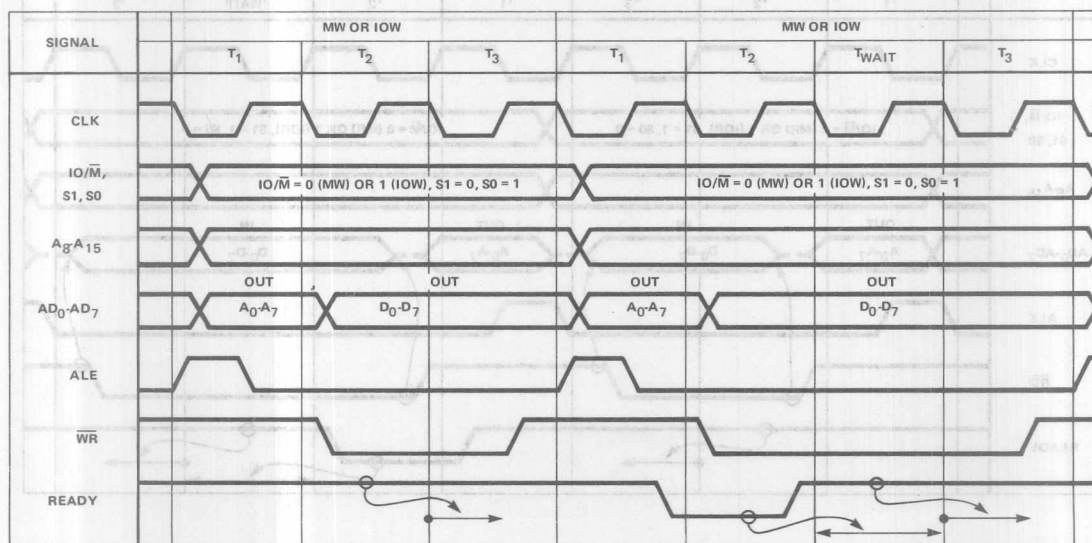 SIGNAL MW OR IOW MW OR IOW
T1 T2 T3 T1 T2 TWAIT T3
CLK
IO/M̅,
S1, S0
IO/M̅ = 0 (MW) OR 1 (IOW), S1 = 0, S0 = 1 IO/M̅ = 0 (MW) OR 1 (IOW), S1 = 0, S0 = 1
A8-A15
OUT OUT OUT OUT
AD0-AD7 A0-A7 D0-D7 A0-A7 D0-D7
ALE
W̅R̅
READY